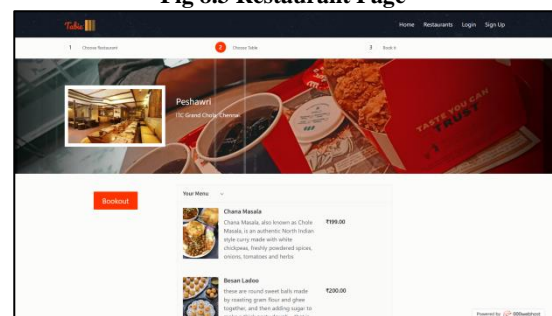 Fig 8.3 Restaurant Page
Table
Home Restaurants Login Sign Up
1 Choose Restaurant 2 Choose Table 3 Book it
Peshawri
ITC Grand Chola, Chennai
TASTE YOU CAN
TRUST
Bookout
Your Menu
Chana Masala
Chana Masala, also known as Chole ₹199.00
Masala, is an authentic North Indian
style curry made with white
chickpeas, freshly powdered spices,
onions, tomatoes and herbs
Besan Ladoo
these are round sweet balls made ₹200.00
by roasting gram flour and ghee
together, and then adding sugar to
Powered by 000webhost